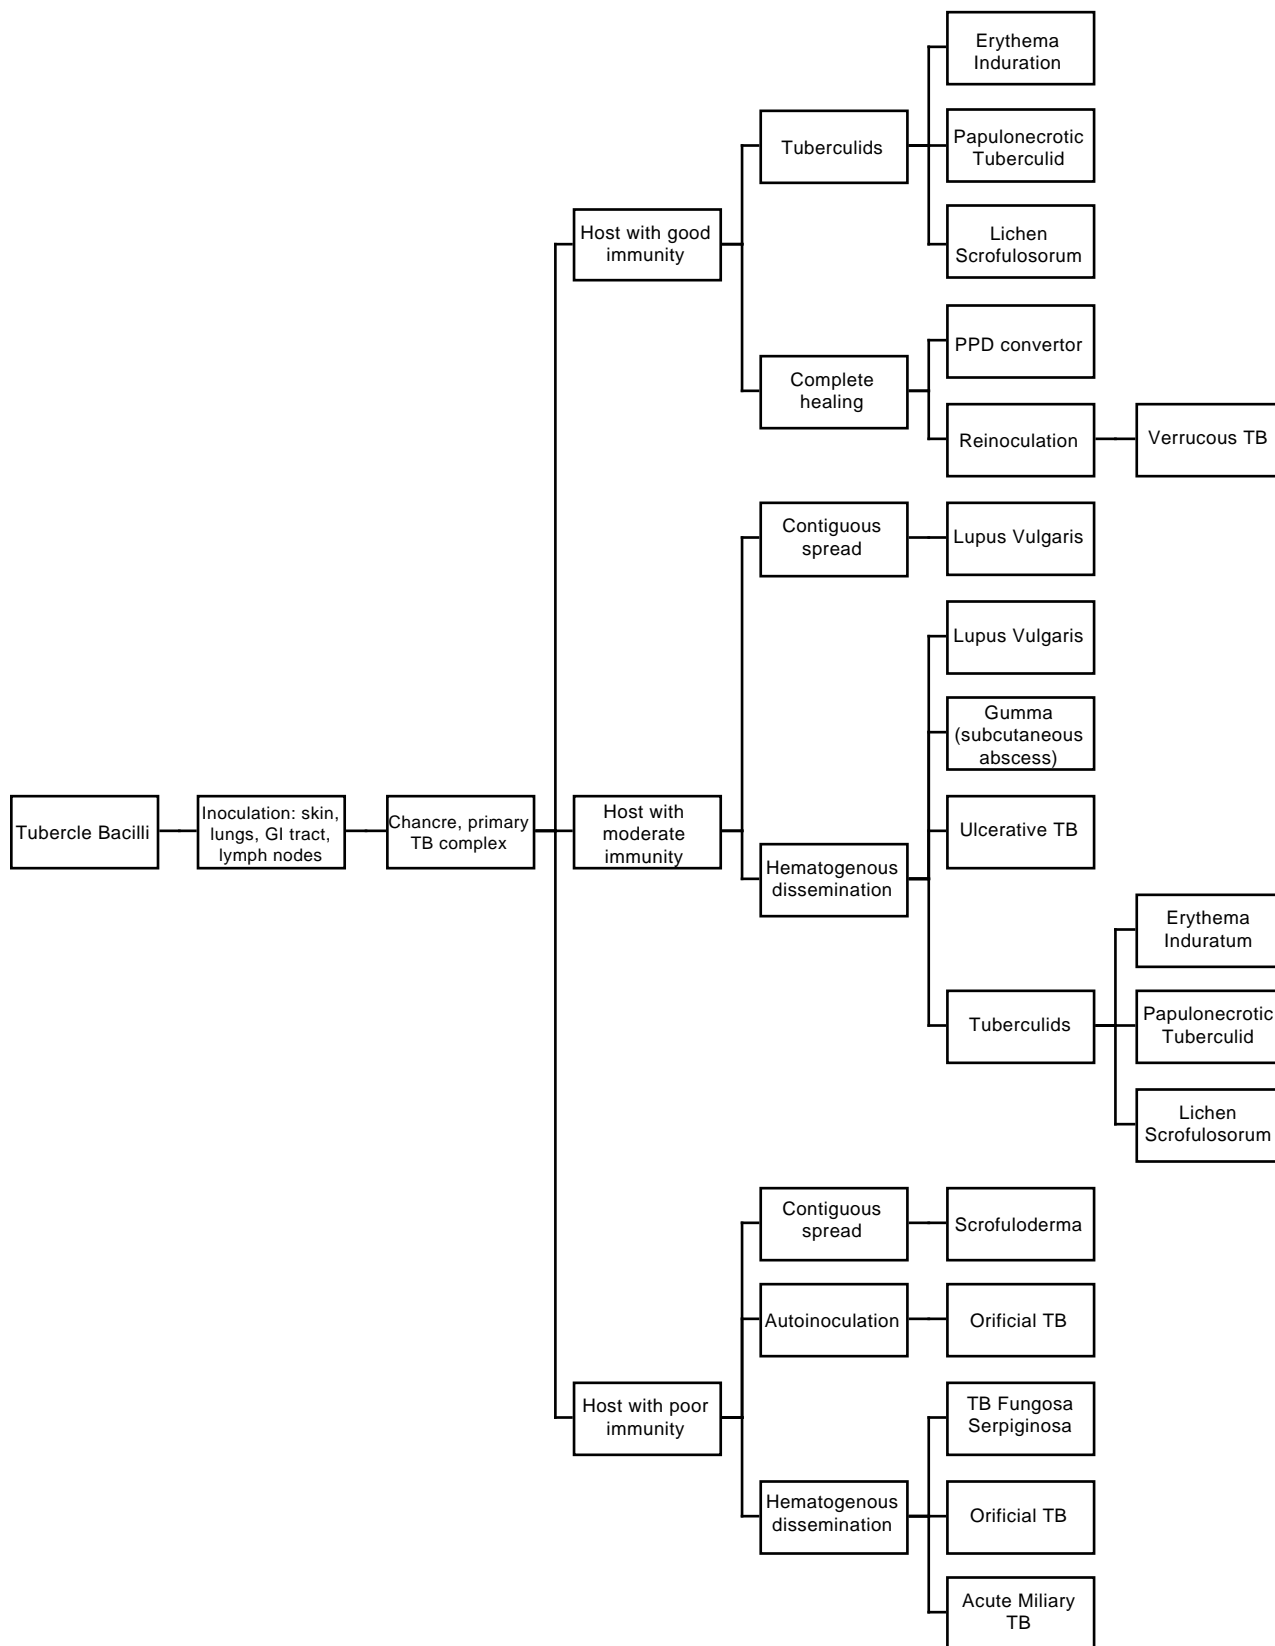 Erythema
Induration
Tuberculids
Papulonecrotic
Tuberculid
Host with good
immunity
Lichen
Scrofulosorum
PPD convertor
Complete
healing
Reinoculation
Verrucous TB
Contiguous
spread
Lupus Vulgaris
Lupus Vulgaris
Gumma
(subcutaneous
abscess)
Tubercle Bacilli
Inoculation: skin,
lungs, GI tract,
lymph nodes
Chancre, primary
TB complex
Host with
moderate
immunity
Ulcerative TB
Hematogenous
dissemination
Erythema
Induratum
Tuberculids
Papulonecrotic
Tuberculid
Lichen
Scrofulosorum
Contiguous
spread
Scrofuloderma
Autoinoculation
Orificial TB
Host with poor
immunity
TB Fungosa
Serpiginosa
Hematogenous
dissemination
Orificial TB
Acute Miliary
TB